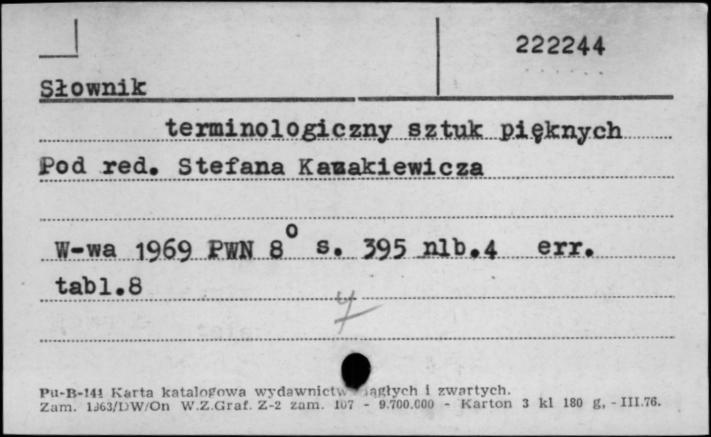 222244
Słownik
terminologiczny sztuk pięknych
Pod red. Stefana Kazakiewicza
W-wa 1969 PWN 8° s. 395 nlb.4 err.
tabl.8
4
Pu-B-141 Karta katalogowa wydawnictw ciągłych i zwartych.
Zam. 1363/DW/On W.Z.Graf. Z-2 zam. 107 - 9.700.000 - Karton 3 kl 180 g, - III.76.